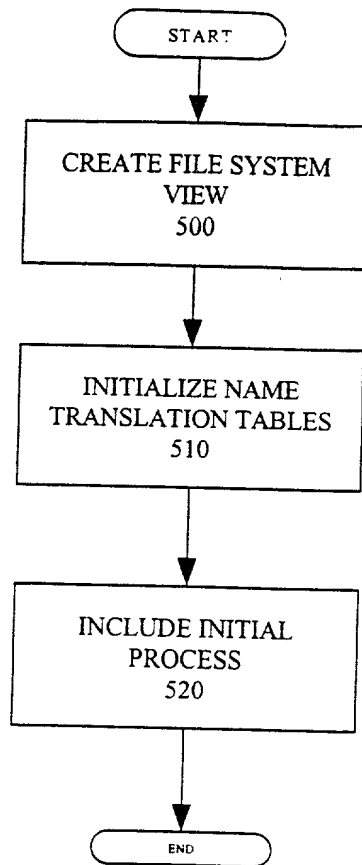 START
CREATE FILE SYSTEM
VIEW
500
INITIALIZE NAME
TRANSLATION TABLES
510
INCLUDE INITIAL
PROCESS
520
END